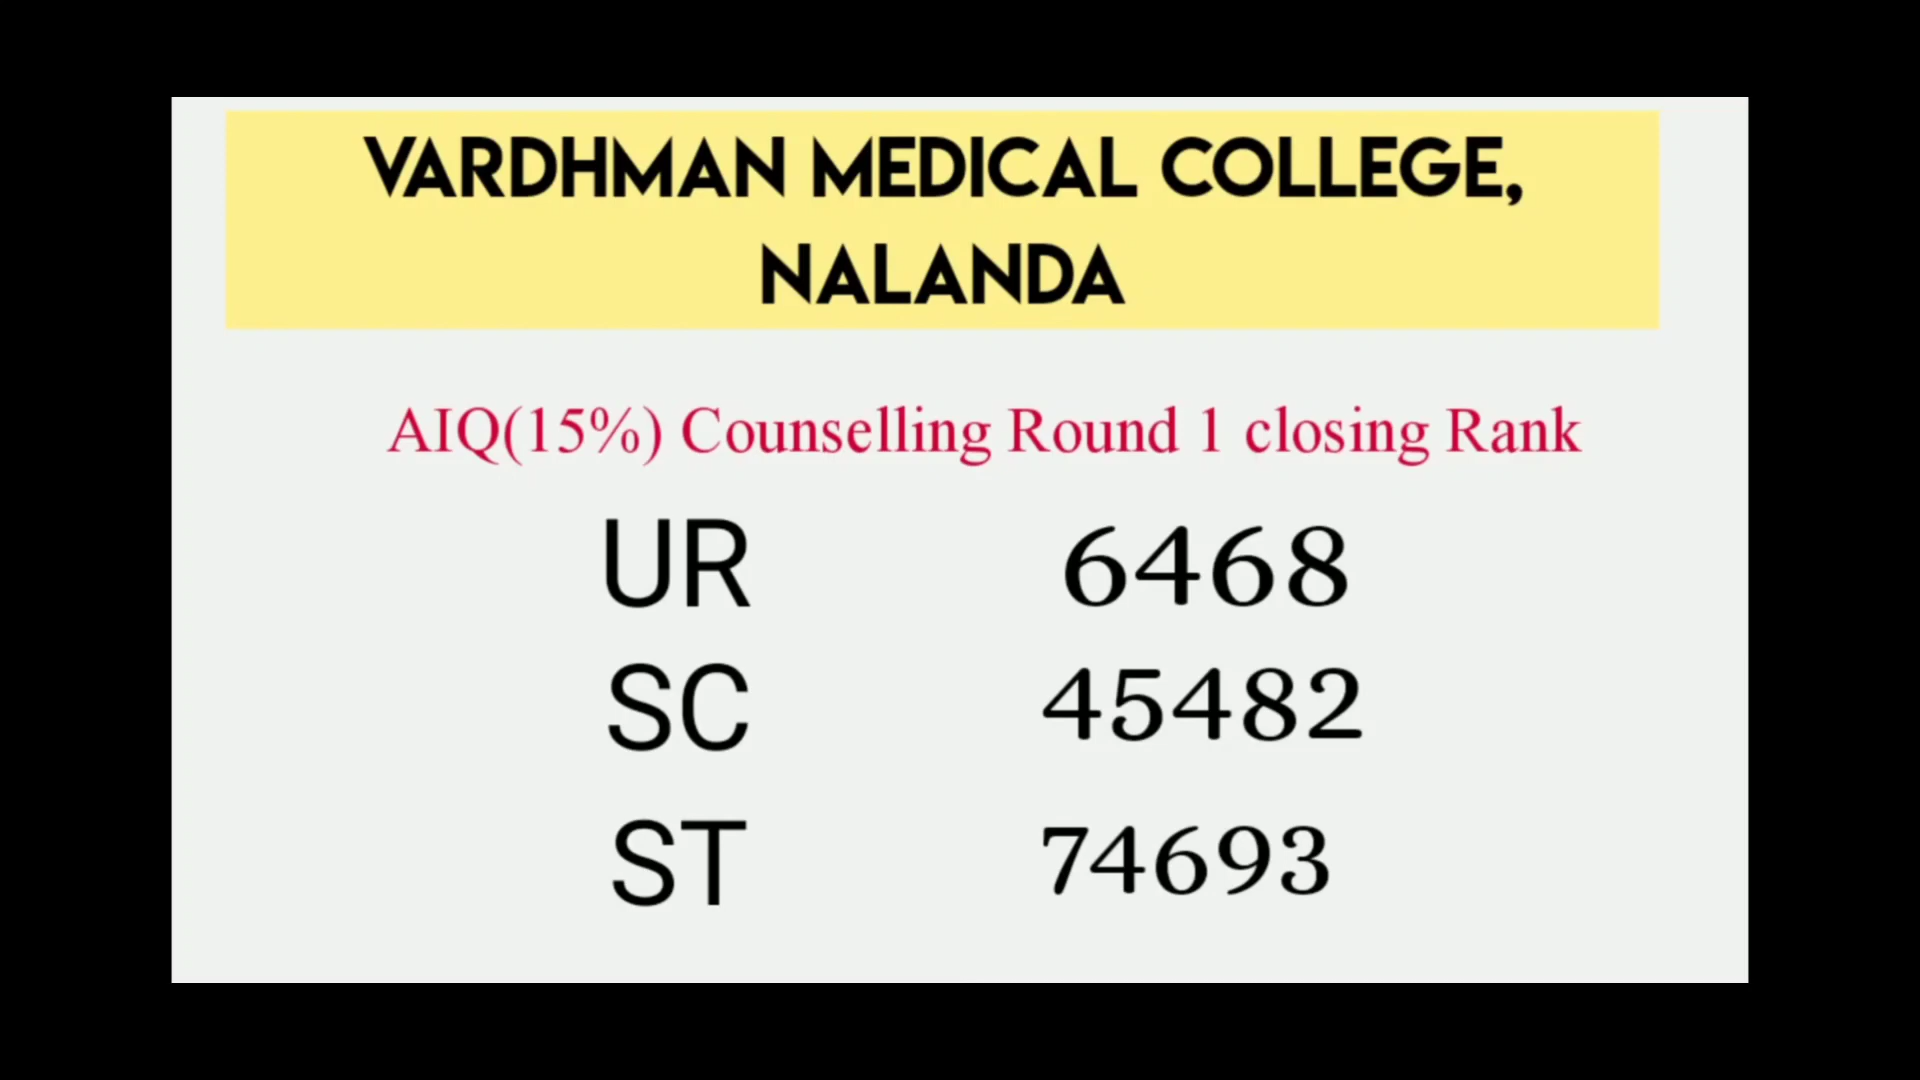 VARDHMAN MEDICAL COLLEGE,
NALANDA
AIQ(15%) Counselling Round 1 closing Rank
UR 6468
SC 45482
ST 74693